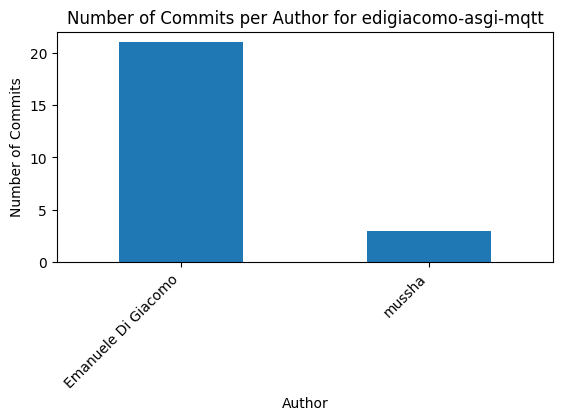 Number of Commits per Author for edigiacomo-asgi-mqtt
Number of Commits
20
15
10
5
0
Emanuele Di Giacomo
mussha
Author